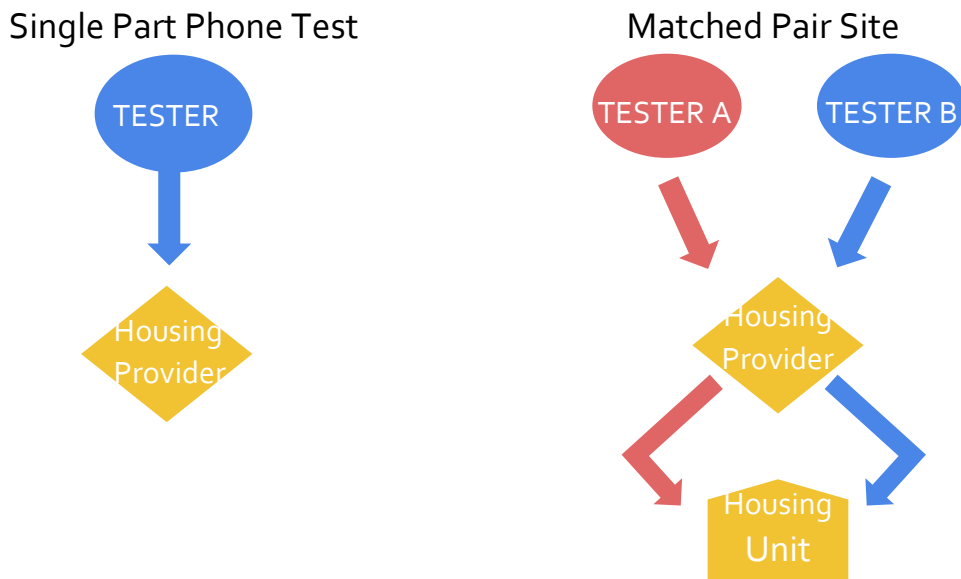 Single Part Phone Test
TESTER
Housing
Provider
Matched Pair Site
TESTER A
TESTER B
Housing
Provider
Housing
Unit